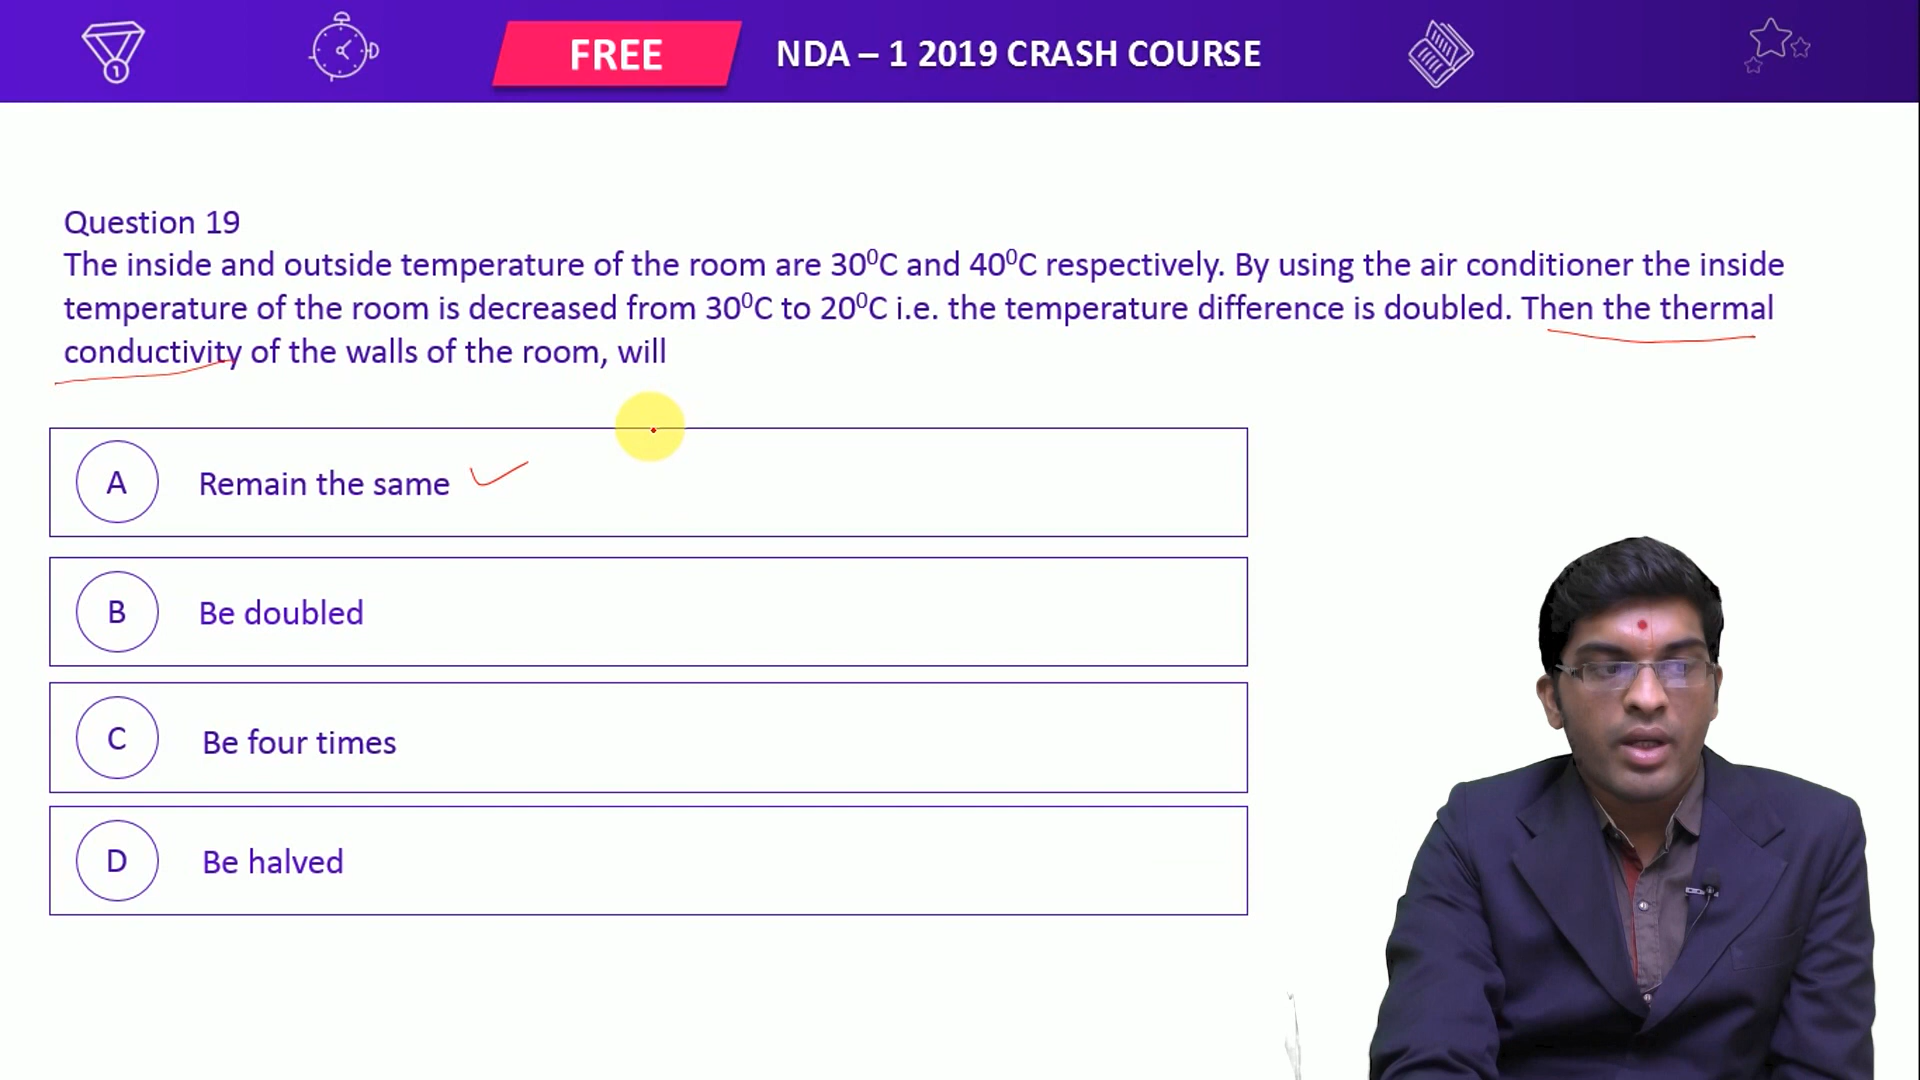 FREE
NDA – 1 2019 CRASH COURSE
Question 19
The inside and outside temperature of the room are 30⁰C and 40⁰C respectively. By using the air conditioner the inside
temperature of the room is decreased from 30⁰C to 20⁰C i.e. the temperature difference is doubled. Then the thermal
conductivity of the walls of the room, will
A Remain the same
B Be doubled
C Be four times
D Be halved
1